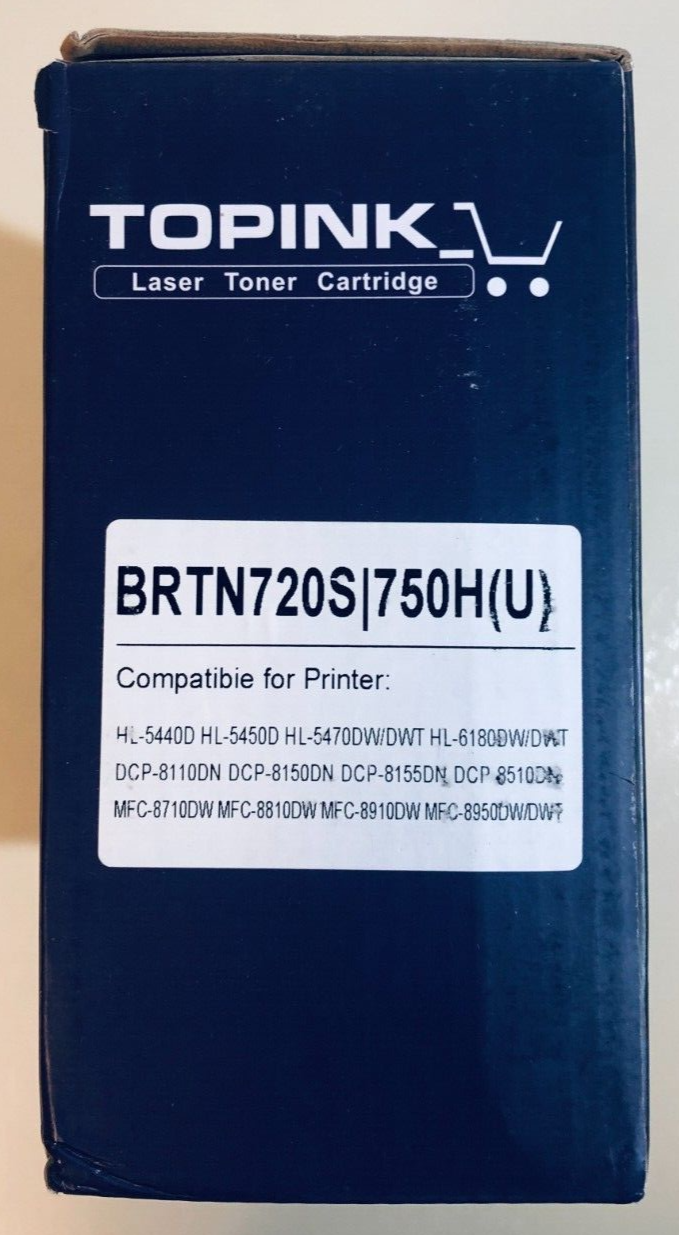 TOPINK
Laser Toner Cartridge
BRTN720S|750H(U)
Compatibie for Printer:
HL-5440D HL-5450D HL-5470DW/DWT HL-6180DW/DWT
DCP-8110DN DCP-8150DN DCP-8155DN DCP-8510DN
MFC-8710DW MFC-8810DW MFC-8910DW MFC-8950DW/DWT